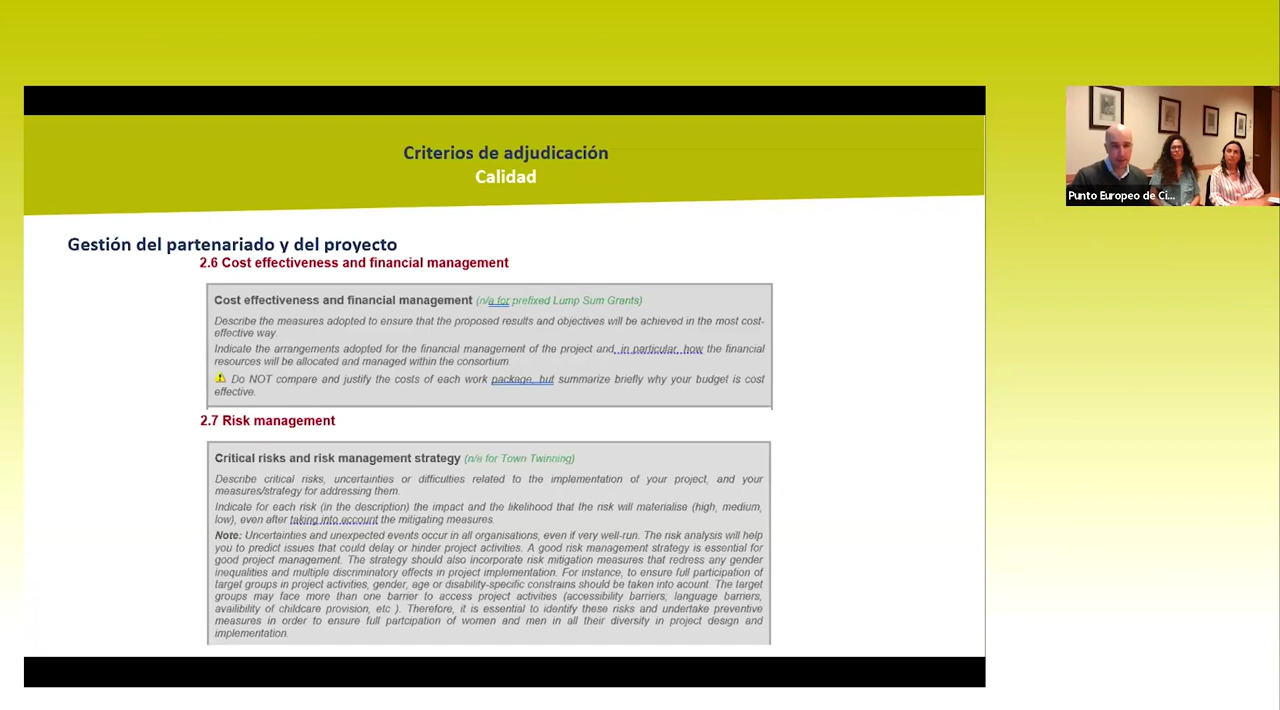 Criterios de adjudicación
Calidad
Gestión del partenariado y del proyecto
2.6 Cost effectiveness and financial management
Cost effectiveness and financial management (n/a for prefixed Lump Sum Grants)
Describe the measures adopted to ensure that the proposed results and objectives will be achieved in the most cost-
effective way.
Indicate the arrangements adopted for the financial management of the project and, in particular, how the financial
resources will be allocated and managed within the consortium
Do NOT compare and justify the costs of each work package, but summarize briefly why your budget is cost
effective.
2.7 Risk management
Critical risks and risk management strategy (n/a for Town Twinning)
Describe critical risks, uncertainties or difficulties related to the implementation of your project, and your
measures/strategy for addressing them.
Indicate for each risk (in the description) the impact and the likelihood that the risk will materialise (high, medium,
low), even after taking into account the mitigating measures.
Note: Uncertainties and unexpected events occur in all organisations, even if very well-run. The risk analysis will help
you to predict issues that could delay or hinder project activities. A good risk management strategy is essential for
good project management. The strategy should also incorporate risk mitigation measures that redress any gender
inequalities and multiple discriminatory effects in project implementation. For instance, to ensure full participation of
target groups in project activities, gender, age or disability-specific constrains should be taken into acount. The target
groups may face more than one barrier to access project activities (accessibility barriers, language barriers,
availibility of childcare provision, etc ). Therefore, it is essential to identify these risks and undertake preventive
measures in order to ensure full partcipation of women and men in all their diversity in project design and
implementation.
Punto Europeo de Ci...